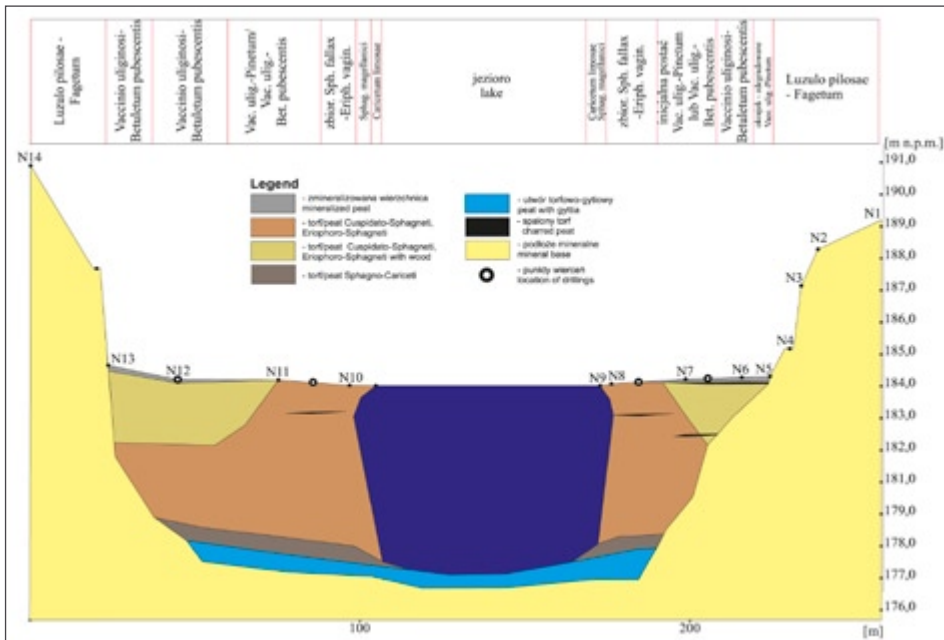 Luzulo pilosae -
Fagetum
Vaccinio uliginosi-
Betuletum pubescentis
Vaccinio uliginosi-
Betuletum pubescentis
Vac. ulig.-Pinetum/
Vac. ulig.-
Bet. pubescentis
zbior. Sph. fallax
-Eriph. vagin.
Sphag. magellanici
Caricetum limosae
jezioro
lake
Caricetum limosae
Sphag. magellanici
zbior. Sph. fallax
-Eriph. vagin.
inicjalna postać
Vac. ulig.-Pinetum
lub Vac. ulig.-
Bet. pubescentis
Vaccinio uliginosi-
Betuletum pubescentis
Vacc. ulig. Pinetum
Luzulo pilosae
- Fagetum
[m n.p.m.]
N14
191,0
190,0
189,0
188,0
187,0
186,0
185,0
184,0
183,0
182,0
181,0
180,0
179,0
178,0
177,0
176,0
N1
N2
N3
N4
N13
N12
N11
N10
N9
N8
N7
N6
N5
Legend
- zmineralizowana wierzchnica
mineralized peat
- torf/peat Cuspidato-Sphagneti,
Eriophoro-Sphagneti
- torf/peat Cuspidato-Sphagneti,
Eriophoro-Sphagneti with wood
- torf/peat Sphagno-Cariceti
- utwór torfowo-gytiowy
peat with gyttia
- spalony torf
charred peat
- podłoże mineralne
mineral base
- punkty wierceń
location of drillings
100
200
[m]